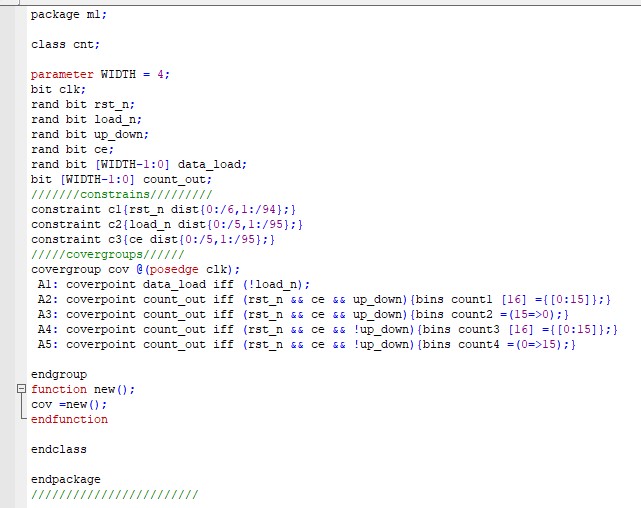 package ml;
class cnt;
parameter WIDTH = 4;
bit clk;
rand bit rst_n;
rand bit load_n;
rand bit up_down;
rand bit ce;
rand bit [WIDTH-1:0] data_load;
bit [WIDTH-1:0] count_out;
///////constrains/////////
constraint c1{rst_n dist{0:/6,1:/94};}
constraint c2{load_n dist{0:/5,1:/95};}
constraint c3{ce dist{0:/5,1:/95};}
/////covergroups//////
covergroup cov @(posedge clk);
A1: coverpoint data_load iff (!load_n);
A2: coverpoint count_out iff (rst_n && ce && up_down){bins count1 [16] ={[0:15]};}
A3: coverpoint count_out iff (rst_n && ce && up_down){bins count2 =(15=>0);}
A4: coverpoint count_out iff (rst_n && ce && !up_down){bins count3 [16] ={[0:15]};}
A5: coverpoint count_out iff (rst_n && ce && !up_down){bins count4 =(0=>15);}
endgroup
function new();
cov =new();
endfunction
endclass
endpackage
////////////////////////